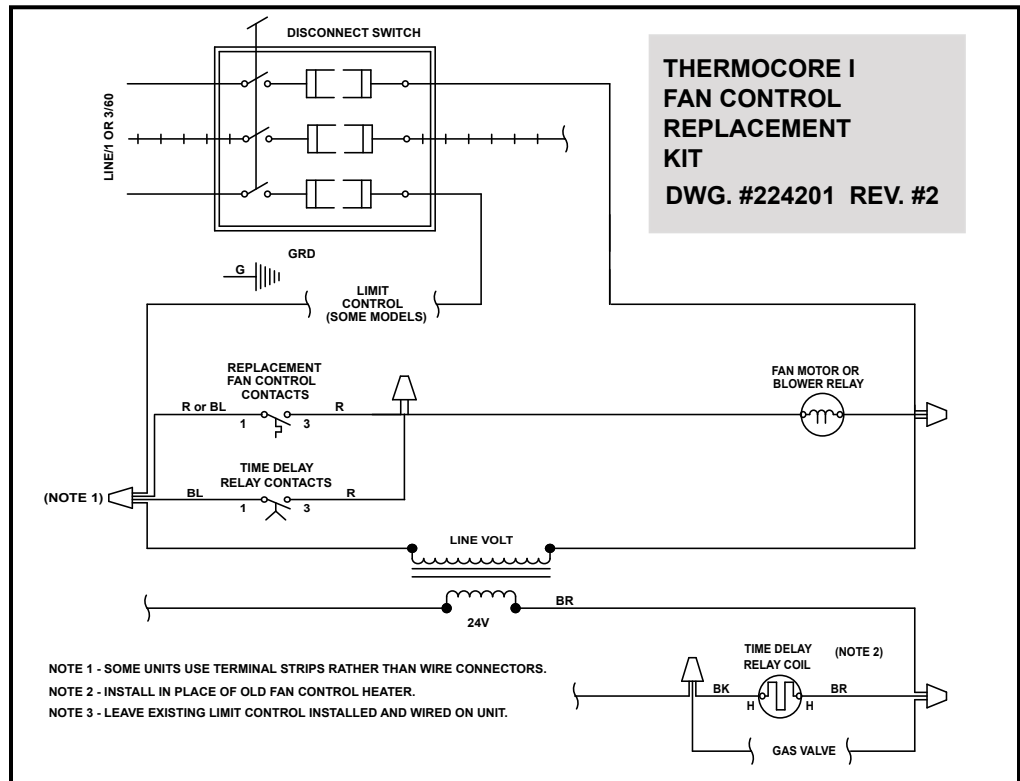 DISCONNECT SWITCH
THERMOCORE I
FAN CONTROL
REPLACEMENT
KIT
DWG. #224201 REV. #2
LINE/1 OR 3/60
GRD
G
LIMIT
CONTROL
(SOME MODELS)
REPLACEMENT
FAN CONTROL
CONTACTS
R or BL
1
3
R
FAN MOTOR OR
BLOWER RELAY
TIME DELAY
RELAY CONTACTS
(NOTE 1)
BL
1
3
R
LINE VOLT
24V
BR
NOTE 1 - SOME UNITS USE TERMINAL STRIPS RATHER THAN WIRE CONNECTORS.
NOTE 2 - INSTALL IN PLACE OF OLD FAN CONTROL HEATER.
NOTE 3 - LEAVE EXISTING LIMIT CONTROL INSTALLED AND WIRED ON UNIT.
TIME DELAY
RELAY COIL
(NOTE 2)
BK
H
H
BR
GAS VALVE